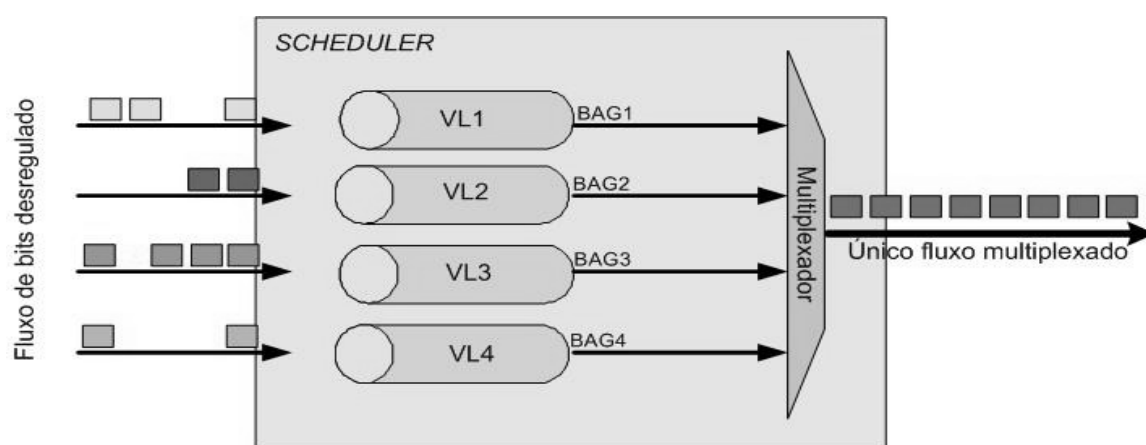 SCHEDULER
Fluxo de bits desregulado
VL1
BAG1
VL2
BAG2
VL3
BAG3
VL4
BAG4
Multiplexador
Único fluxo multiplexado